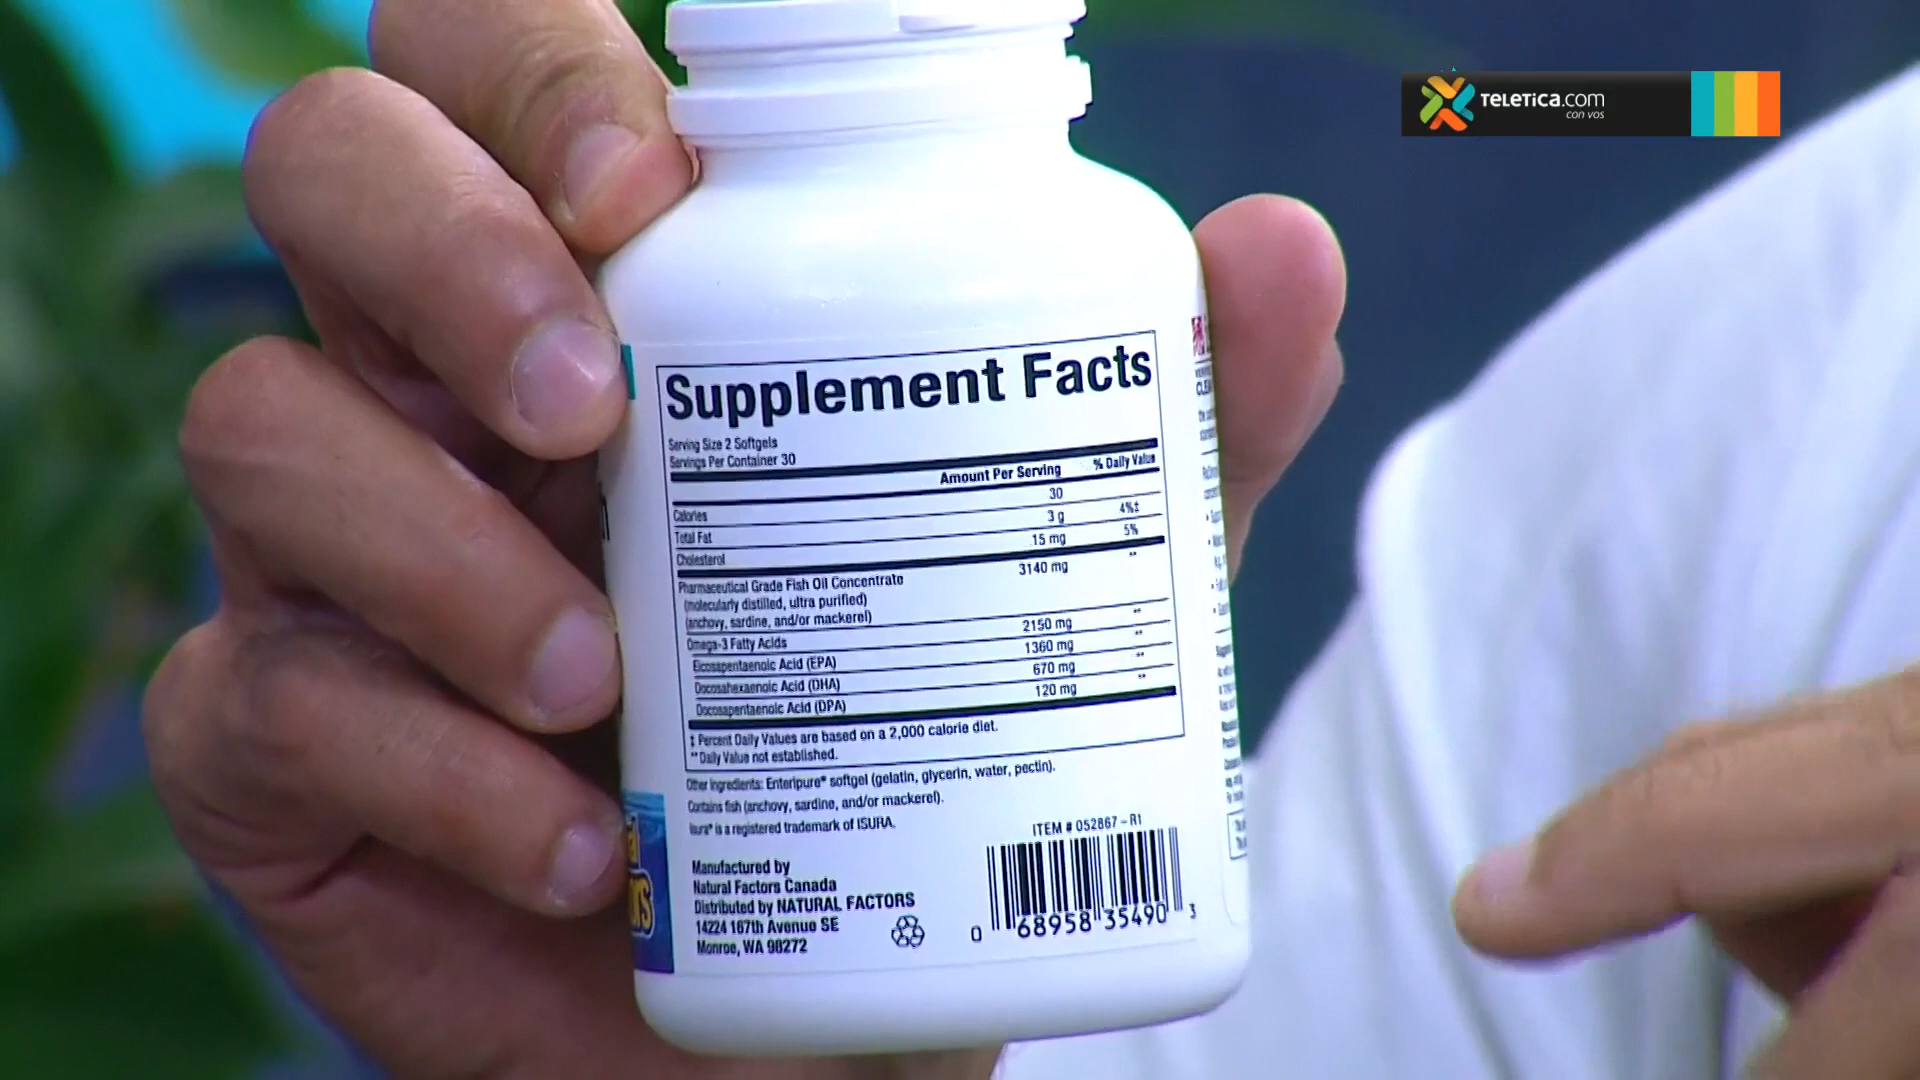 TELETICA.COM
con vos
Supplement Facts
Serving Size 2 Softgels
Servings Per Container 30
Amount Per Serving % Daily Value
Calories 30
Total Fat 3 g 4%‡
Cholesterol 15 mg 5%
Pharmaceutical Grade Fish Oil Concentrate 3140 mg **
(molecularly distilled, ultra purified)
(anchovy, sardine, and/or mackerel)
Omega-3 Fatty Acids 2150 mg **
Eicosapentaenoic Acid (EPA) 1360 mg **
Docosahexaenoic Acid (DHA) 670 mg **
Docosapentaenoic Acid (DPA) 120 mg **
‡ Percent Daily Values are based on a 2,000 calorie diet.
**Daily Value not established.
Other Ingredients: Enteripure® softgel (gelatin, glycerin, water, pectin).
Contains fish (anchovy, sardine, and/or mackerel).
Isura® is a registered trademark of ISURA.
ITEM # 052867-R1
Manufactured by
Natural Factors Canada
Distributed by NATURAL FACTORS
14224 167th Avenue SE
Monroe, WA 98272
0 68958 35490 3